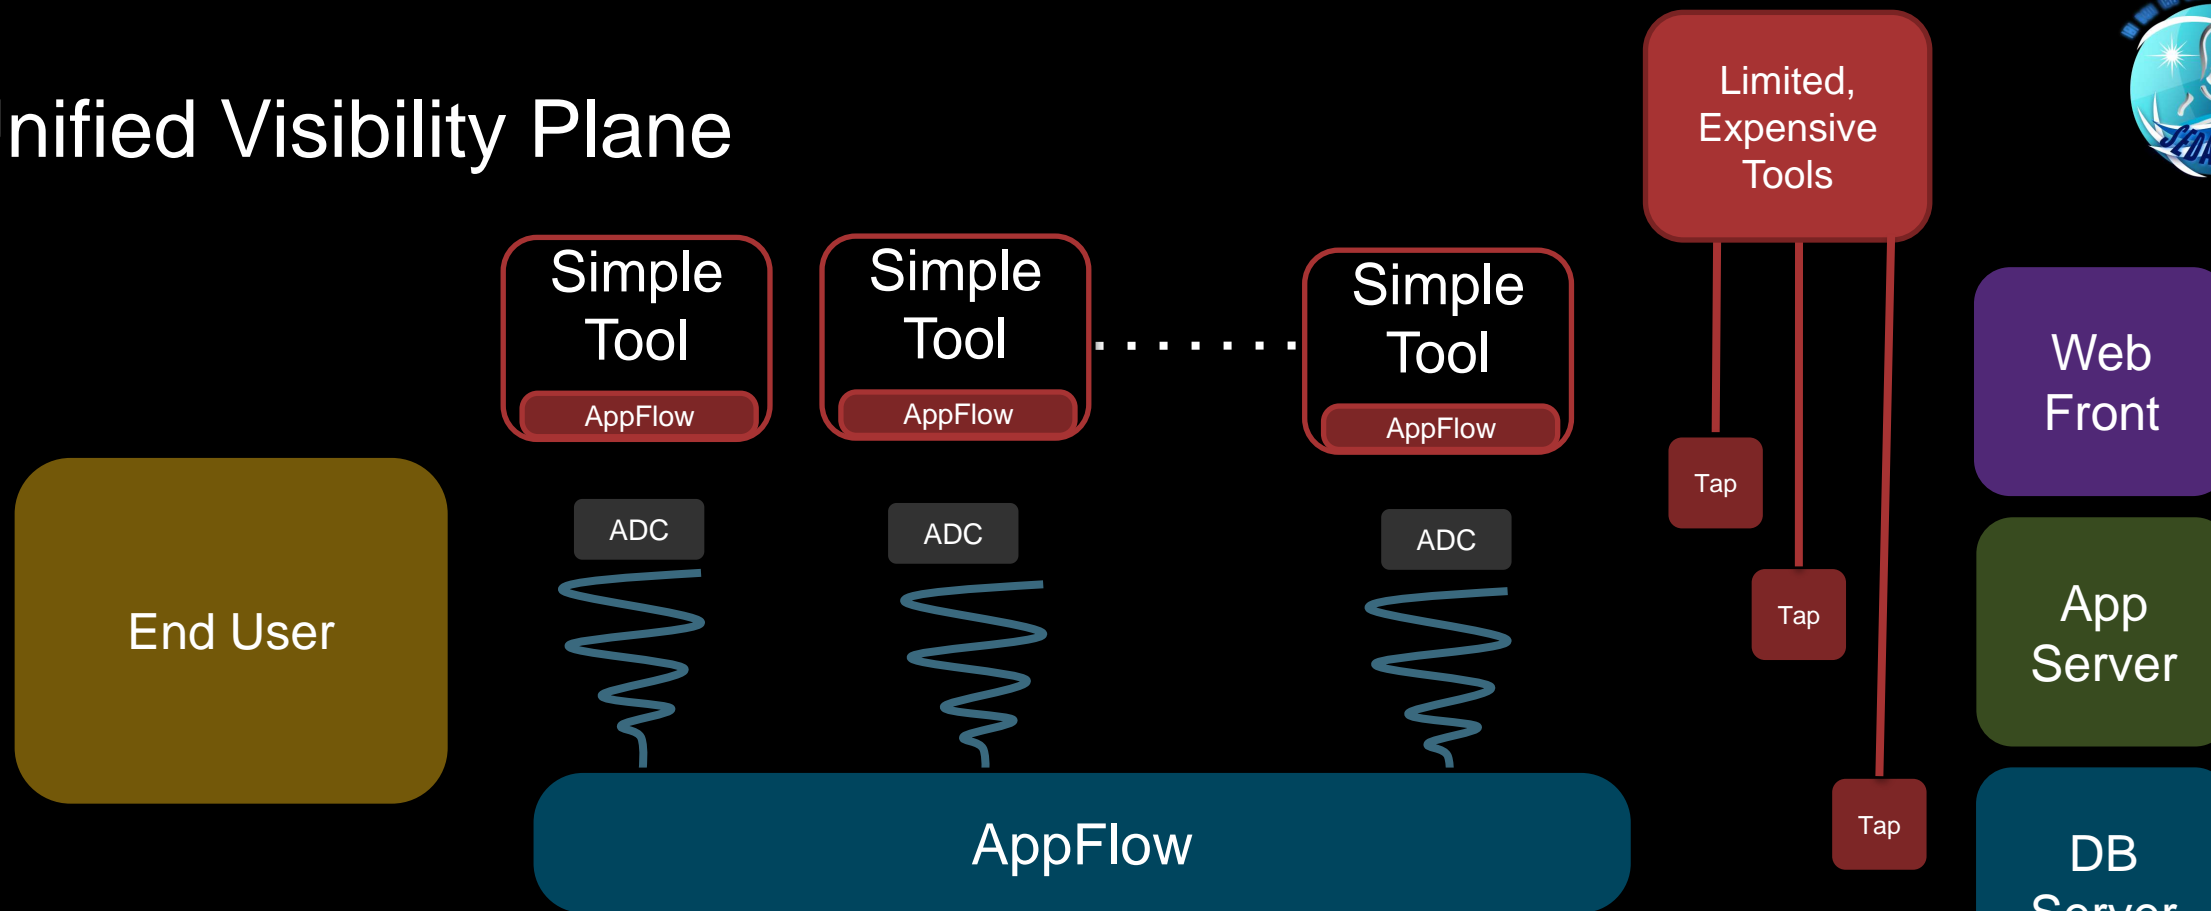 nified Visibility Plane
Limited,
Expensive
Tools
Simple
Tool
AppFlow
Simple
Tool
AppFlow
Simple
Tool
AppFlow
Web
Front
Tap
ADC
ADC
ADC
End User
Tap
App
Server
AppFlow
Tap
DB
Server